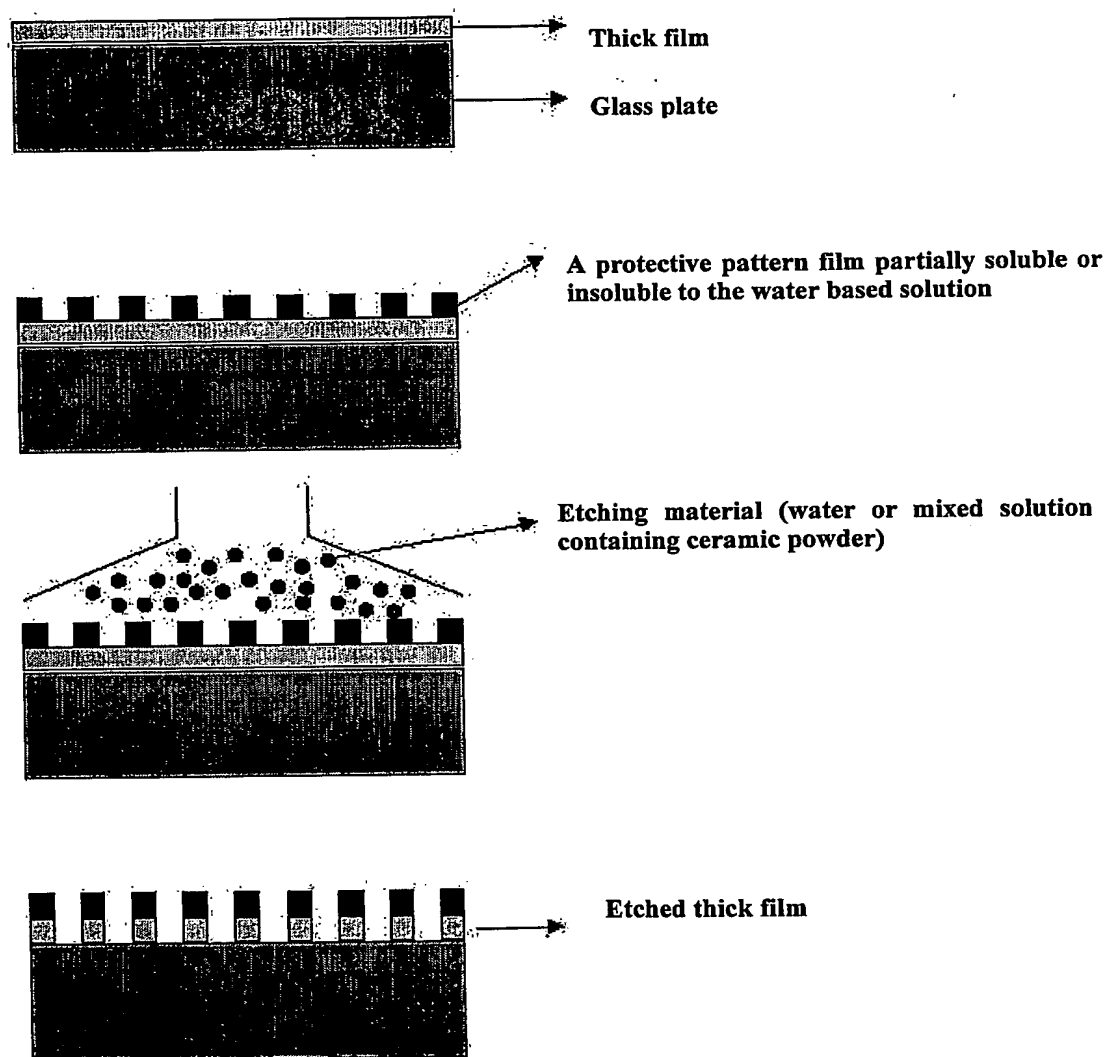 Thick film
Glass plate
A protective pattern film partially soluble or
insoluble to the water based solution
Etching material (water or mixed solution
containing ceramic powder)
Etched thick film